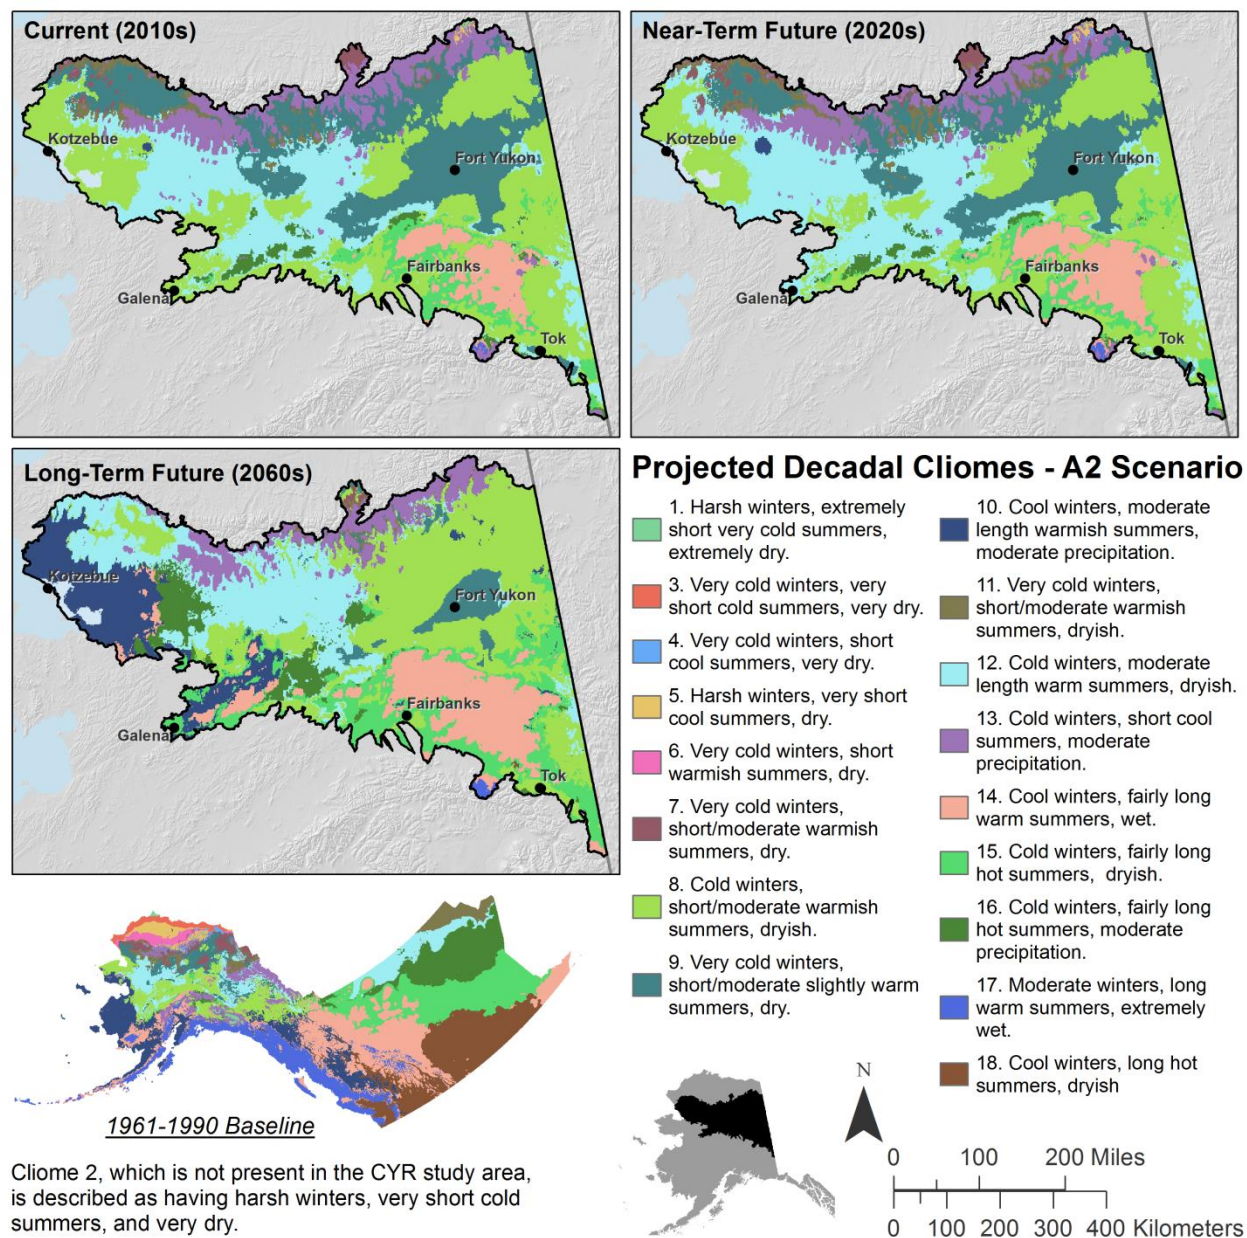 Current (2010s)
Kotzebue
Fort Yukon
Fairbanks
Galena
Tok
Near-Term Future (2020s)
Kotzebue
Fort Yukon
Fairbanks
Galena
Tok
Long-Term Future (2060s)
Kotzebue
Fort Yukon
Fairbanks
Galena
Tok
Projected Decadal Cliomes - A2 Scenario
1. Harsh winters, extremely
short very cold summers,
extremely dry.
3. Very cold winters, very
short cold summers, very dry.
4. Very cold winters, short
cool summers, very dry.
5. Harsh winters, very short
cool summers, dry.
6. Very cold winters, short
warmish summers, dry.
7. Very cold winters,
short/moderate warmish
summers, dry.
8. Cold winters,
short/moderate warmish
summers, dryish.
9. Very cold winters,
short/moderate slightly warm
summers, dry.
10. Cool winters, moderate
length warmish summers,
moderate precipitation.
11. Very cold winters,
short/moderate warmish
summers, dryish.
12. Cold winters, moderate
length warm summers, dryish.
13. Cold winters, short cool
summers, moderate
precipitation.
14. Cool winters, fairly long
warm summers, wet.
15. Cold winters, fairly long
hot summers,  dryish.
16. Cold winters, fairly long
hot summers, moderate
precipitation.
17. Moderate winters, long
warm summers, extremely
wet.
18. Cool winters, long hot
summers, dryish
1961-1990 Baseline
Cliome 2, which is not present in the CYR study area,
is described as having harsh winters, very short cold
summers, and very dry.
N
0 100 200 Miles
0 100 200 300 400 Kilometers